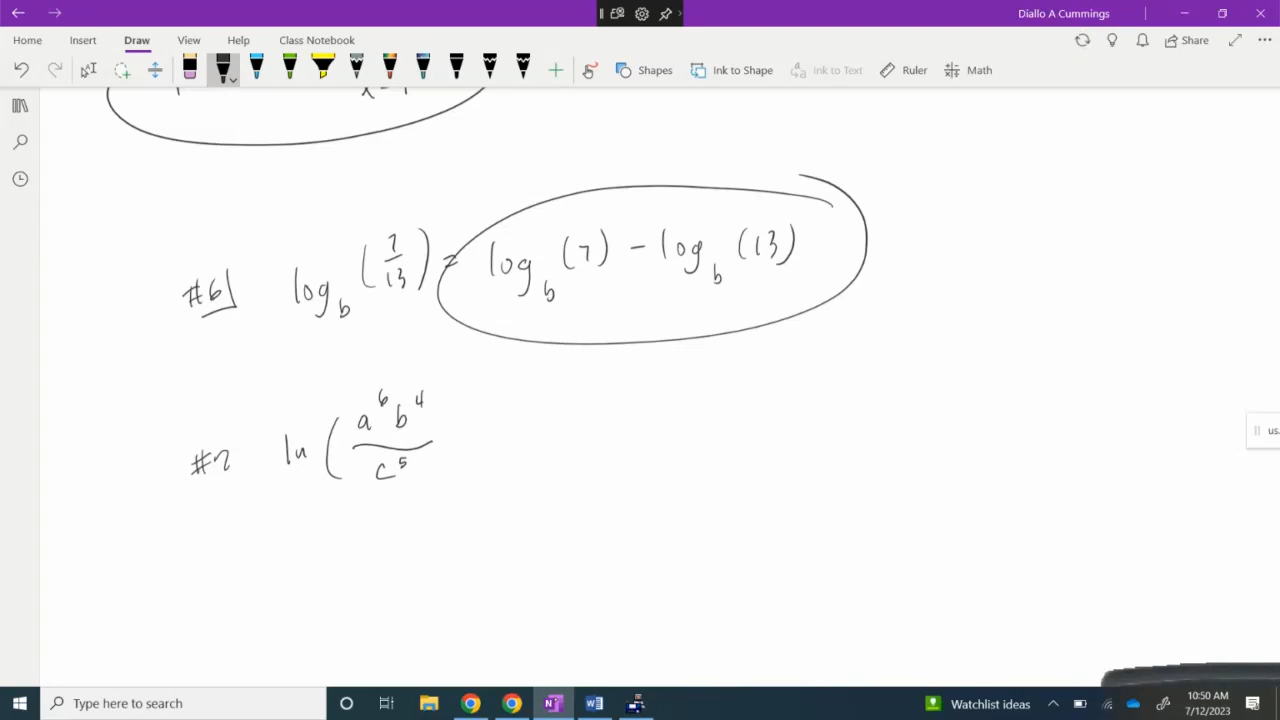 Diallo A Cummings
Home Insert Draw View Help Class Notebook Share
Shapes Ink to Shape Ink to Text Ruler Math
#6 log_b (7/13) = log_b (7) - log_b (13)
#7 ln ( a^6 b^4 / c^5
us.
Type here to search
Watchlist ideas
10:50 AM
7/12/2023